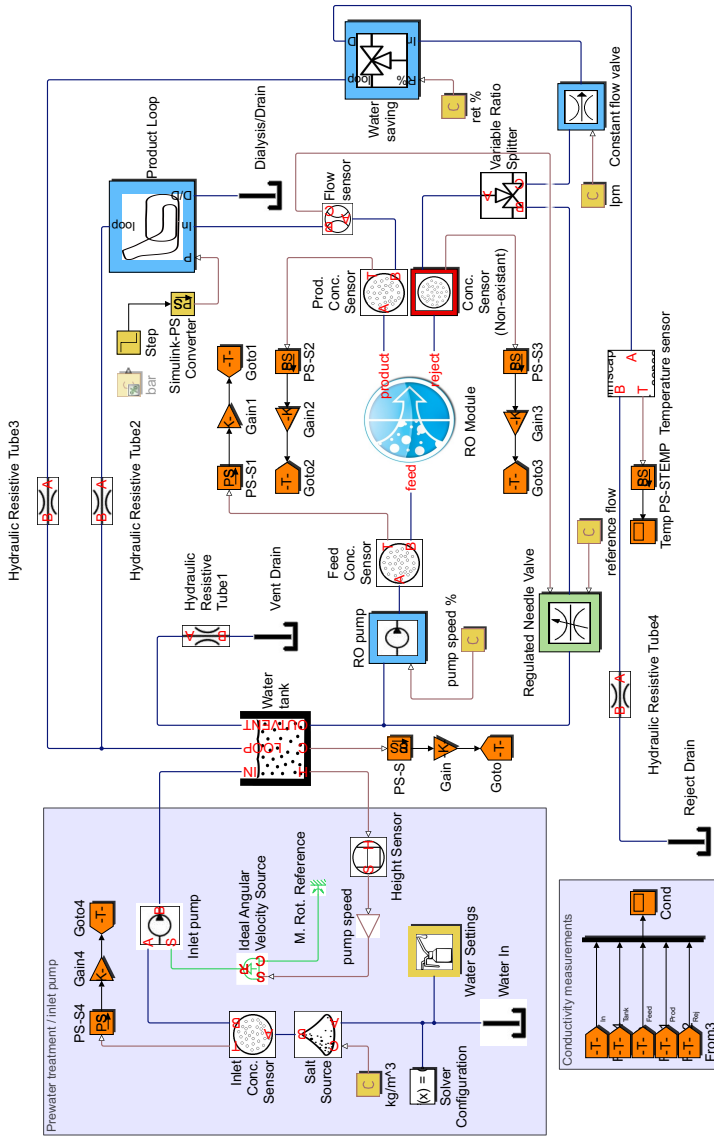 Prewater treatment / inlet pump
PS-S4
Gain4
Goto4
PS
K-
-T-
Inlet
Conc.
Sensor
T
B
A
Salt
Source
B
C
A
C
kg/m^3
f(x) =
Solver
Configuration
Water Settings
Water In
A
B
S
Inlet pump
Ideal Angular
Velocity Source
R
C
S
M. Rot. Reference
pump speed
Height Sensor
S
T
Water
tank
IN
LOOP
VENT
OUT
H
C
PS-S
Gain
-K-
Goto
-T-
Hydraulic
Resistive
Tube1
A
B
Vent Drain
Hydraulic Resistive Tube3
B A
Hydraulic Resistive Tube2
B A
RO pump
C
pump speed %
Feed
Conc.
Sensor
A
T
B
PS-S1
Gain1
Goto1
PS
K-
-T-
PS-S2
Gain2
Goto2
-K-
-T-
PS-S3
Gain3
Goto3
-K-
-T-
feed
product
reject
RO Module
Prod. Conc.
Sensor
A
T
B
Conc.
Sensor
(Non-existant)
Step
C
bar
Simulink-PS
Converter
Product Loop
loop
P
In
D/D
Dialysis/Drain
Flow
sensor
A
B
C
Water
saving
loop
D
R%
In
C
ret %
Variable Ratio
Splitter
A
B
C
Constant flow valve
C
lpm
Regulated Needle Valve
C
reference flow
Temperature sensor
B
A
T
PS-STEMP
Temp
B A
Hydraulic Resistive Tube4
Reject Drain
Conductivity measurements
-T-
-T-
-T-
-T-
-T-
In
Tank
Feed
Prod
Rej
From3
Cond